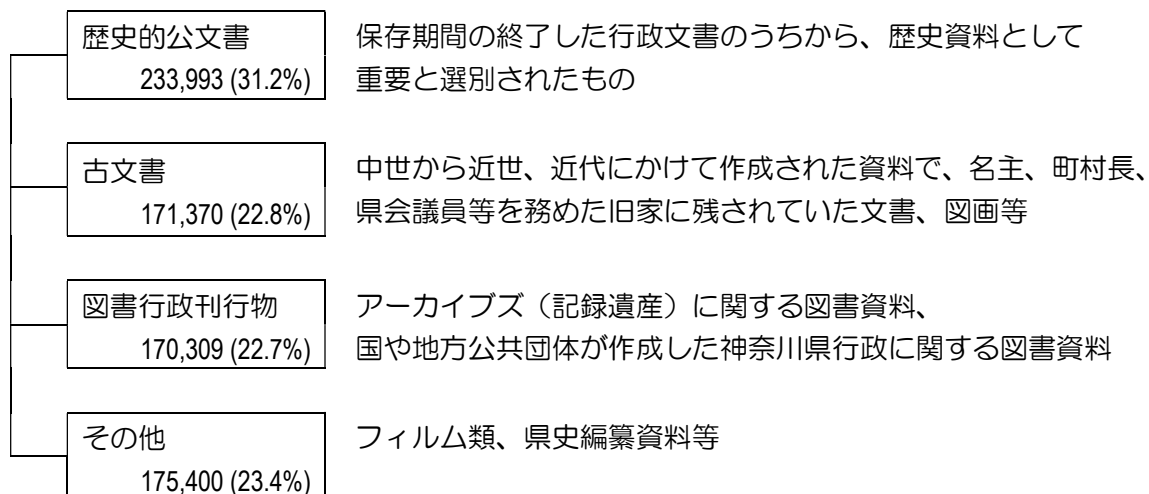 歴史的公文書
233,993 (31.2%)
保存期間の終了した行政文書のうちから、歴史資料として
重要と選別されたもの
古文書
171,370 (22.8%)
中世から近世、近代にかけて作成された資料で、名主、町村長、
県会議員等を務めた旧家に残されていた文書、図画等
図書行政刊行物
170,309 (22.7%)
アーカイブズ（記録遺産）に関する図書資料、
国や地方公共団体が作成した神奈川県行政に関する図書資料
その他
175,400 (23.4%)
フィルム類、県史編纂資料等